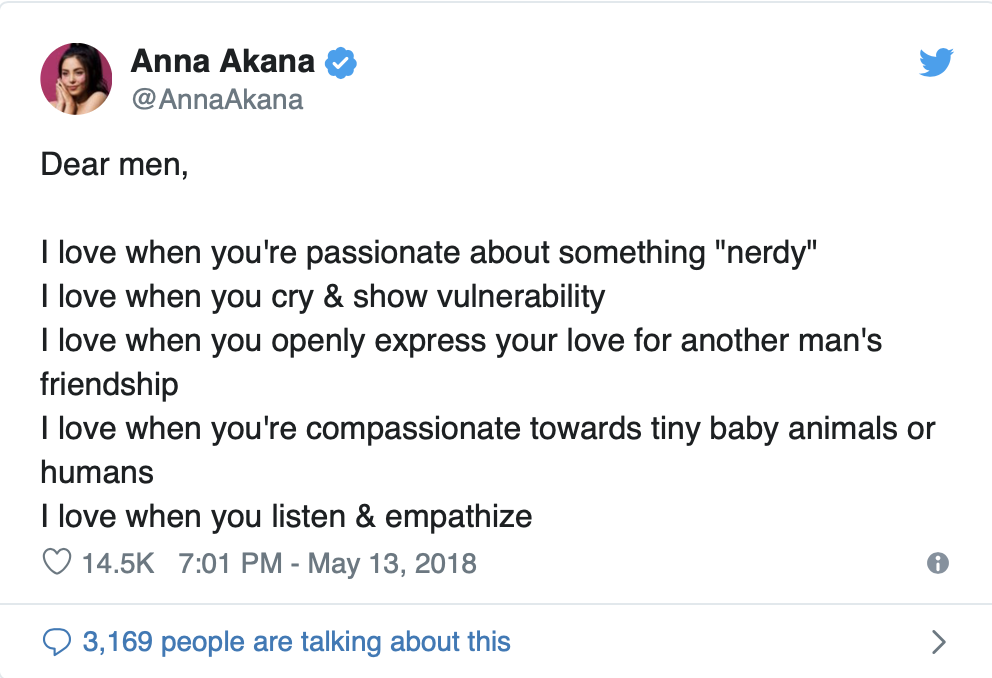 Anna Akana
@AnnaAkana
Dear men,
I love when you're passionate about something "nerdy"
I love when you cry & show vulnerability
I love when you openly express your love for another man's
friendship
I love when you're compassionate towards tiny baby animals or
humans
I love when you listen & empathize
14.5K 7:01 PM - May 13, 2018
3,169 people are talking about this